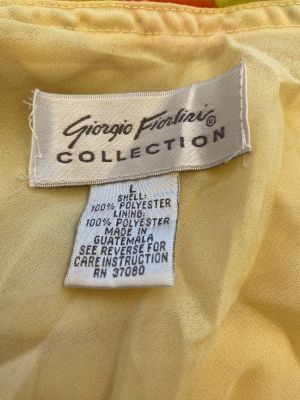 Giorgio Fiorlini©
COLLECTION
L
SHELL:
100% POLYESTER
LINING:
100% POLYESTER
MADE IN
GUATEMALA
SEE REVERSE FOR
CARE INSTRUCTION
RN 37080